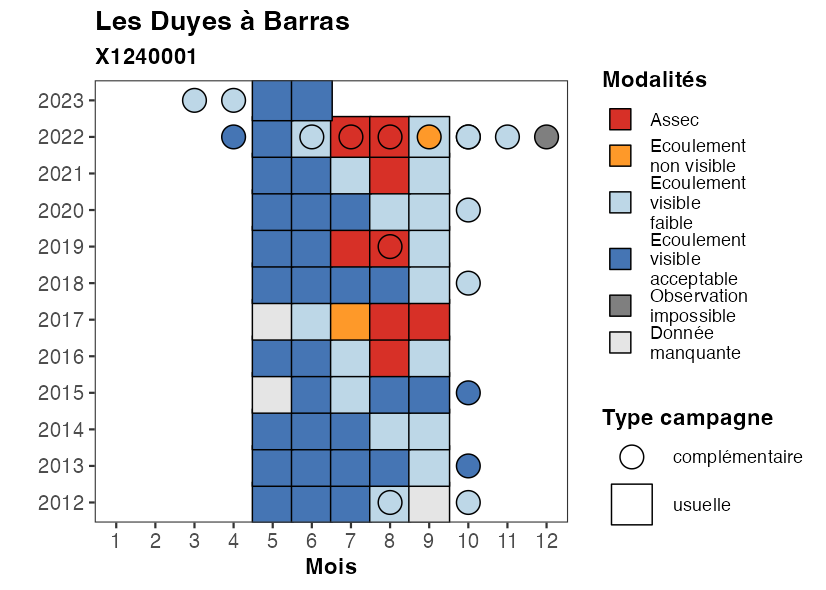 Les Duyes à Barras
X1240001
2023
2022
2021
2020
2019
2018
2017
2016
2015
2014
2013
2012
1 2 3 4 5 6 7 8 9 10 11 12
Mois
Modalités
Assec
Ecoulement
non visible
Ecoulement
visible
faible
Ecoulement
visible
acceptable
Observation
impossible
Donnée
manquante
Type campagne
complémentaire
usuelle